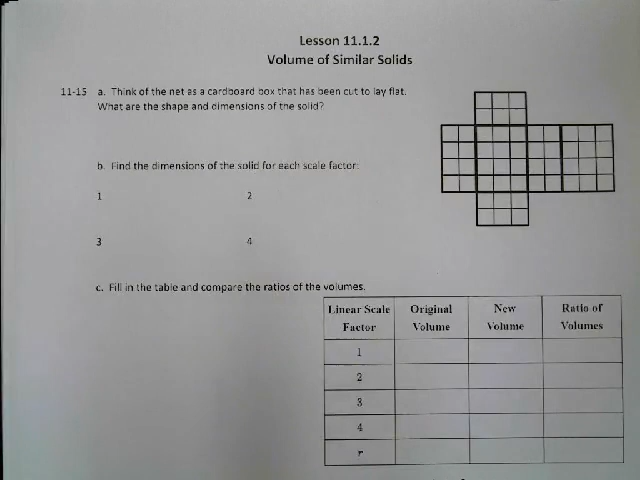 Lesson 11.1.2
Volume of Similar Solids
11-15 a. Think of the net as a cardboard box that has been cut to lay flat.
What are the shape and dimensions of the solid?
b. Find the dimensions of the solid for each scale factor:
1 2
3 4
c. Fill in the table and compare the ratios of the volumes.
Linear Scale Factor Original Volume New Volume Ratio of Volumes
1
2
3
4
r